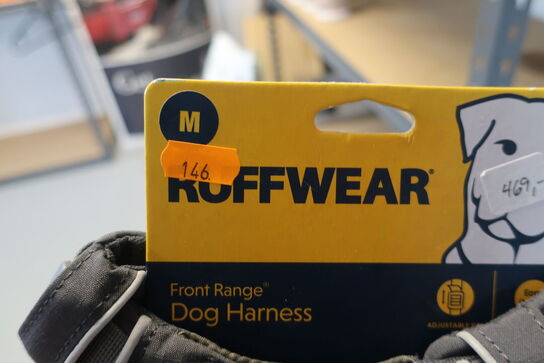 M
146.
RUFFWEAR®
469,-
Front Range®
Dog Harness